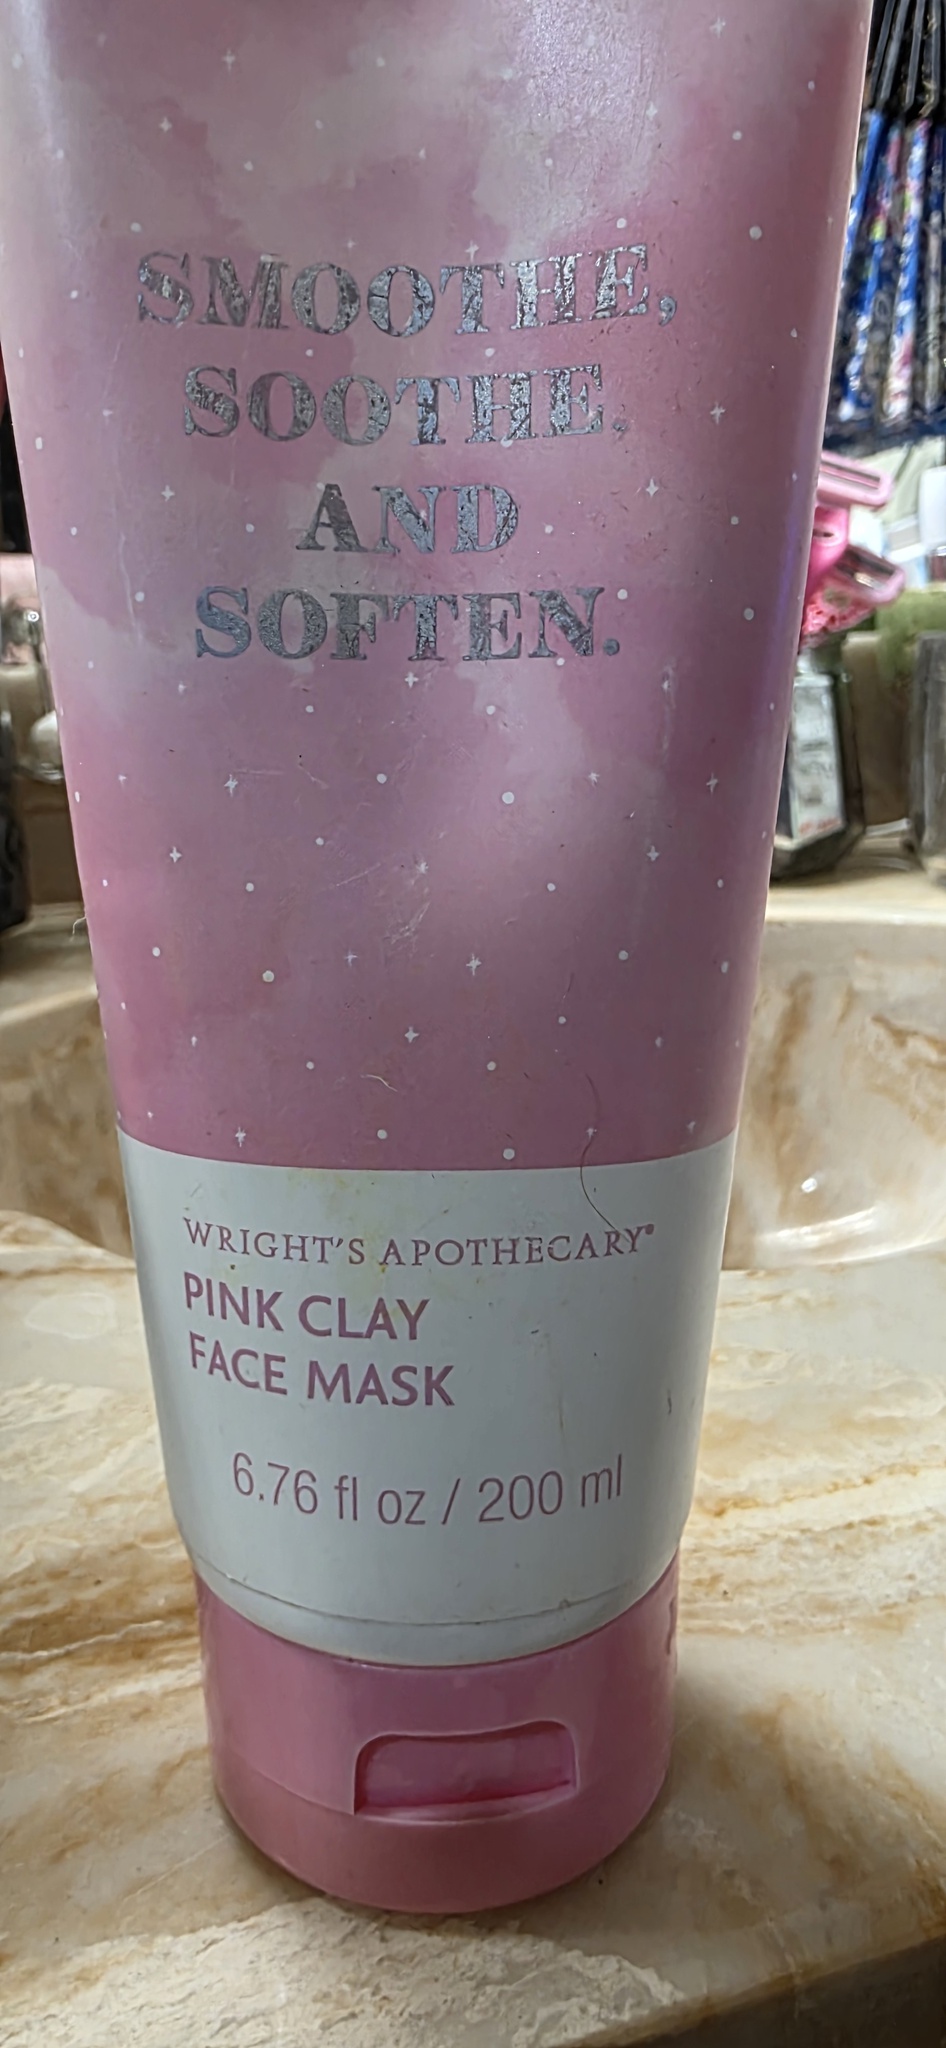 SMOOTHE,
SOOTHE.
AND
SOFTEN.
WRIGHT'S APOTHECARY®
PINK CLAY
FACE MASK
6.76 fl oz / 200 ml